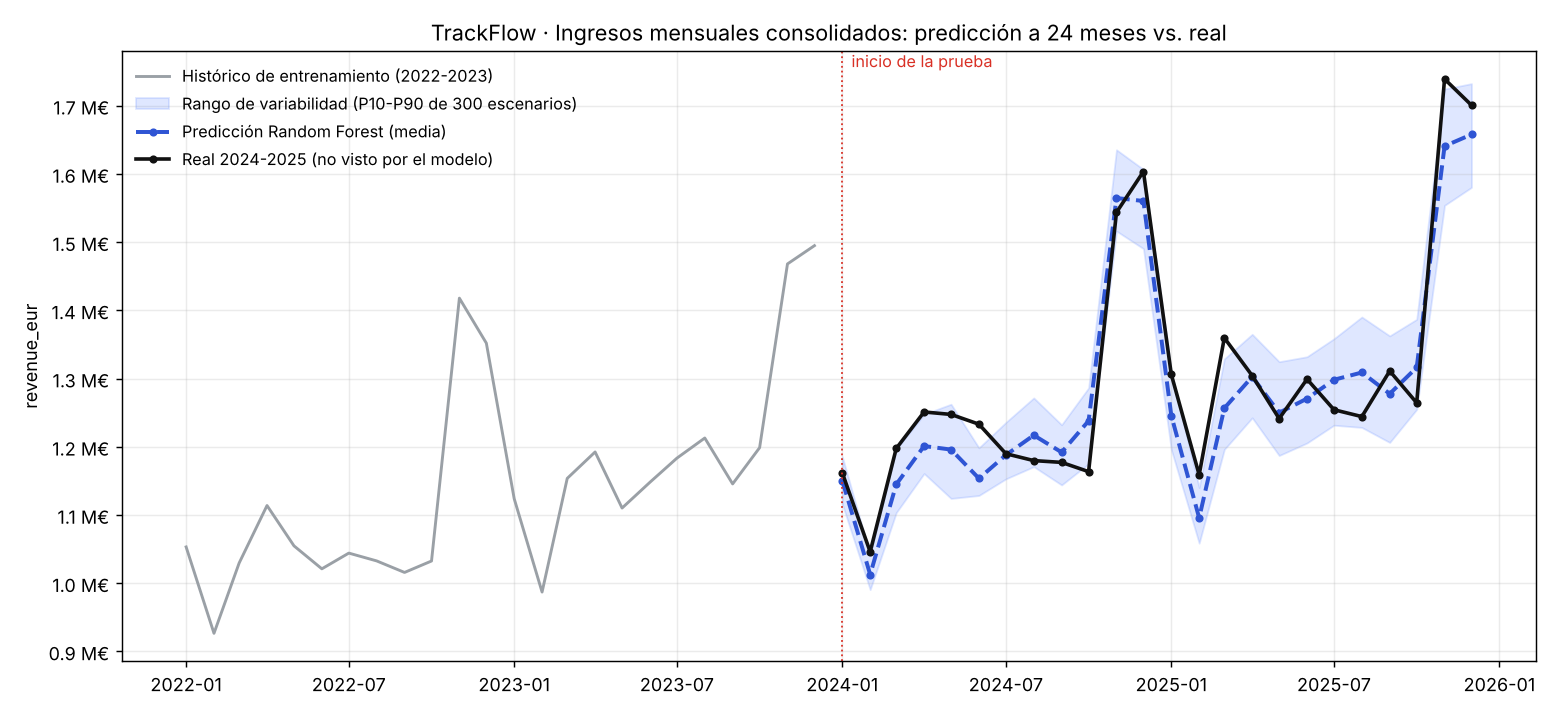 TrackFlow · Ingresos mensuales consolidados: predicción a 24 meses vs. real
inicio de la prueba
Histórico de entrenamiento (2022-2023)
Rango de variabilidad (P10-P90 de 300 escenarios)
Predicción Random Forest (media)
Real 2024-2025 (no visto por el modelo)
revenue_eur
1.7 M€
1.6 M€
1.5 M€
1.4 M€
1.3 M€
1.2 M€
1.1 M€
1.0 M€
0.9 M€
2022-01 2022-07 2023-01 2023-07 2024-01 2024-07 2025-01 2025-07 2026-01